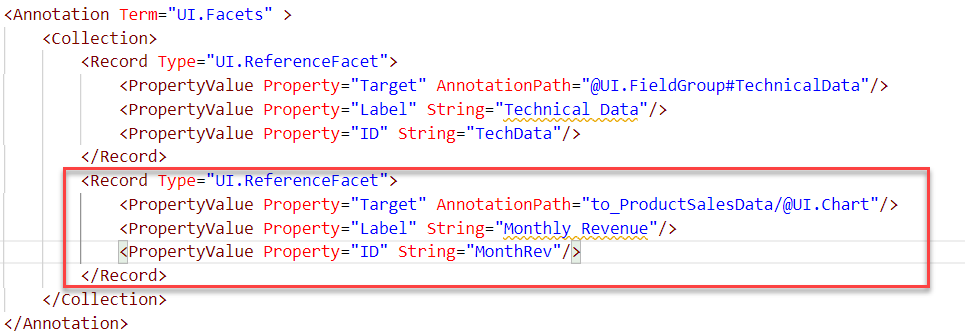 <Annotation Term="UI.Facets" >
<Collection>
<Record Type="UI.ReferenceFacet">
<PropertyValue Property="Target" AnnotationPath="@UI.FieldGroup#TechnicalData"/>
<PropertyValue Property="Label" String="Technical Data"/>
<PropertyValue Property="ID" String="TechData"/>
</Record>
<Record Type="UI.ReferenceFacet">
<PropertyValue Property="Target" AnnotationPath="to_ProductSalesData/@UI.Chart"/>
<PropertyValue Property="Label" String="Monthly Revenue"/>
<PropertyValue Property="ID" String="MonthRev"/>
</Record>
</Collection>
</Annotation>